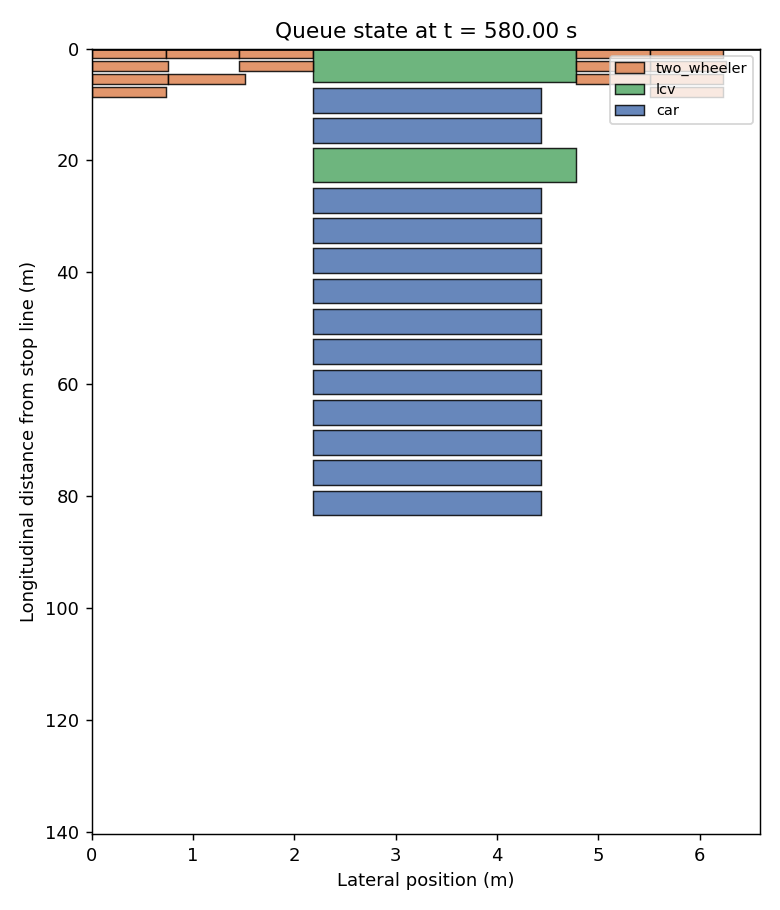 Queue state at t = 580.00 s
two_wheeler
lcv
car
Longitudinal distance from stop line (m)
0
20
40
60
80
100
120
140
0 1 2 3 4 5 6
Lateral position (m)